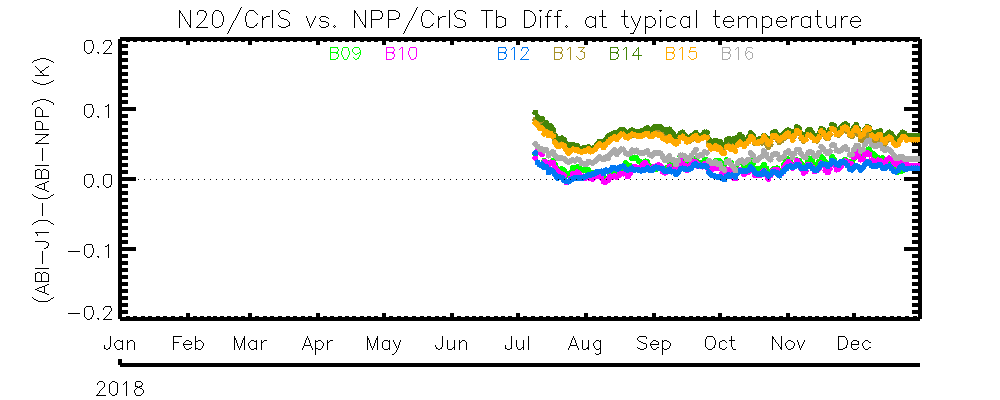 N20/CrIS vs. NPP/CrIS Tb Diff. at typical temperature
B09 B10 B12 B13 B14 B15 B16
(ABI-J1)-(ABI-NPP) (K)
0.2
0.1
0.0
-0.1
-0.2
Jan Feb Mar Apr May Jun Jul Aug Sep Oct Nov Dec
2018